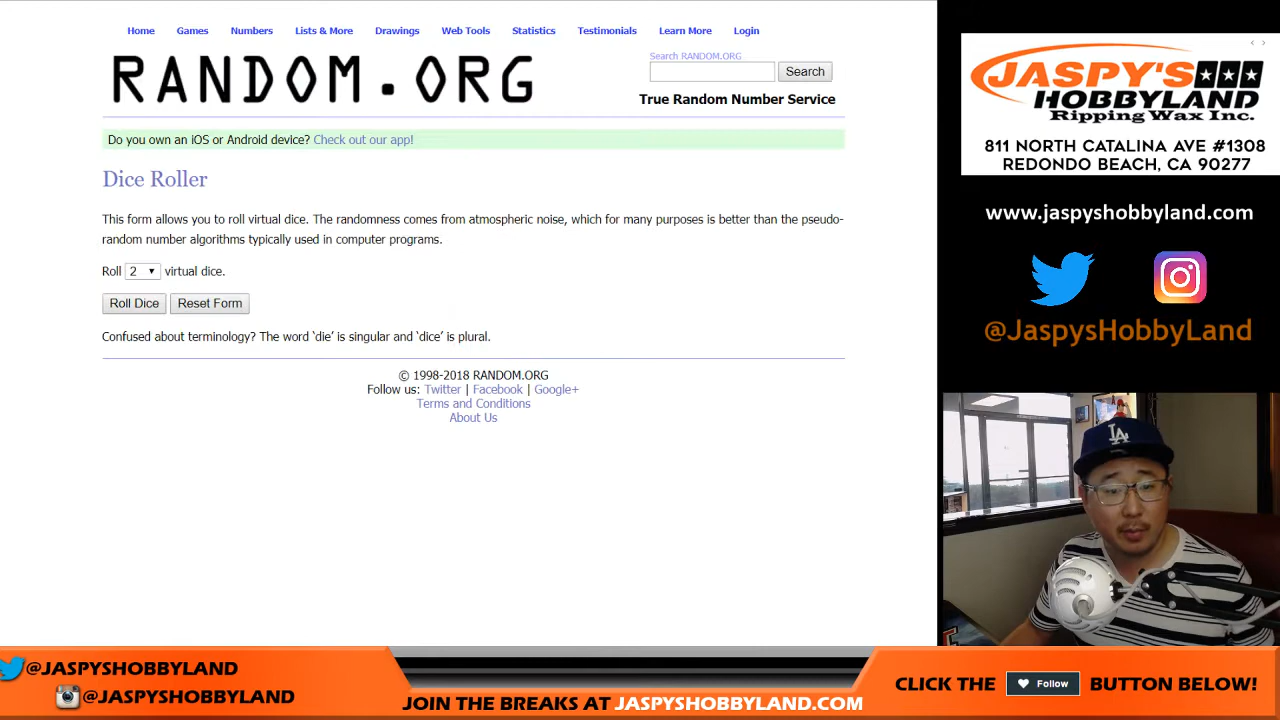 Home Games Numbers Lists & More Drawings Web Tools Statistics Testimonials Learn More Login
RANDOM.ORG
Search RANDOM.ORG
Search
True Random Number Service
Do you own an iOS or Android device? Check out our app!
Dice Roller
This form allows you to roll virtual dice. The randomness comes from atmospheric noise, which for many purposes is better than the pseudo-
random number algorithms typically used in computer programs.
Roll 2 virtual dice.
Roll Dice Reset Form
Confused about terminology? The word ‘die’ is singular and ‘dice’ is plural.
© 1998-2018 RANDOM.ORG
Follow us: Twitter | Facebook | Google+
Terms and Conditions
About Us
JASPY'S
HOBBYLAND
Ripping Wax Inc.
811 NORTH CATALINA AVE #1308
REDONDO BEACH, CA 90277
www.jaspyshobbyland.com
@JaspysHobbyLand
LA
@JASPYSHOBBYLAND
@JASPYSHOBBYLAND
JOIN THE BREAKS AT JASPYSHOBBYLAND.COM
CLICK THE Follow BUTTON BELOW!